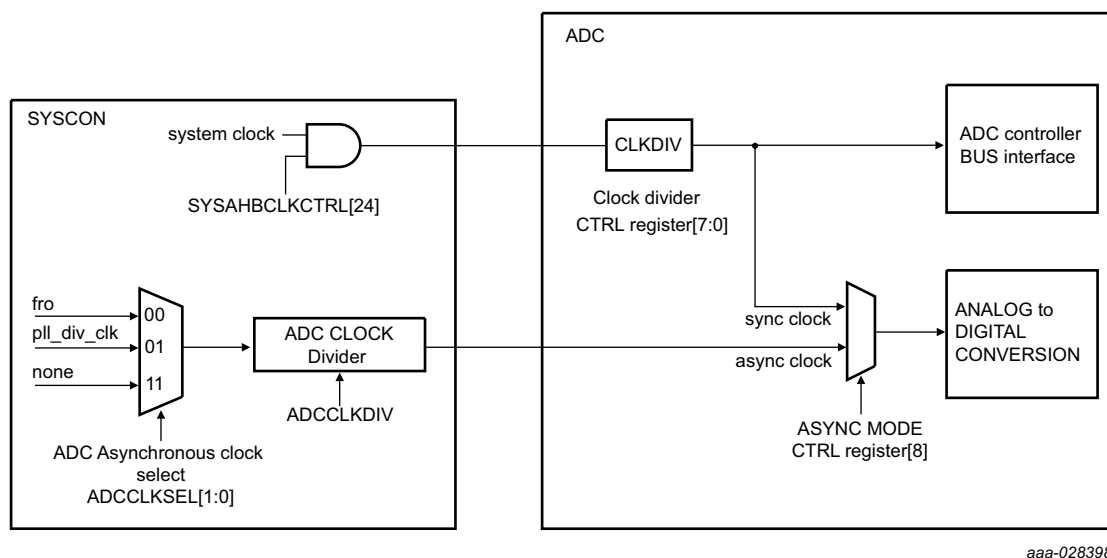 ADC
SYSCON
system clock
SYSAHBCLKCTRL[24]
CLKDIV
Clock divider
CTRL register[7:0]
ADC controller
BUS interface
fro
pll_div_clk
none
00
01
11
ADC CLOCK
Divider
ADCCLKDIV
ADC Asynchronous clock
select
ADCCLKSEL[1:0]
sync clock
async clock
ANALOG to
DIGITAL
CONVERSION
ASYNC MODE
CTRL register[8]
aaa-028398